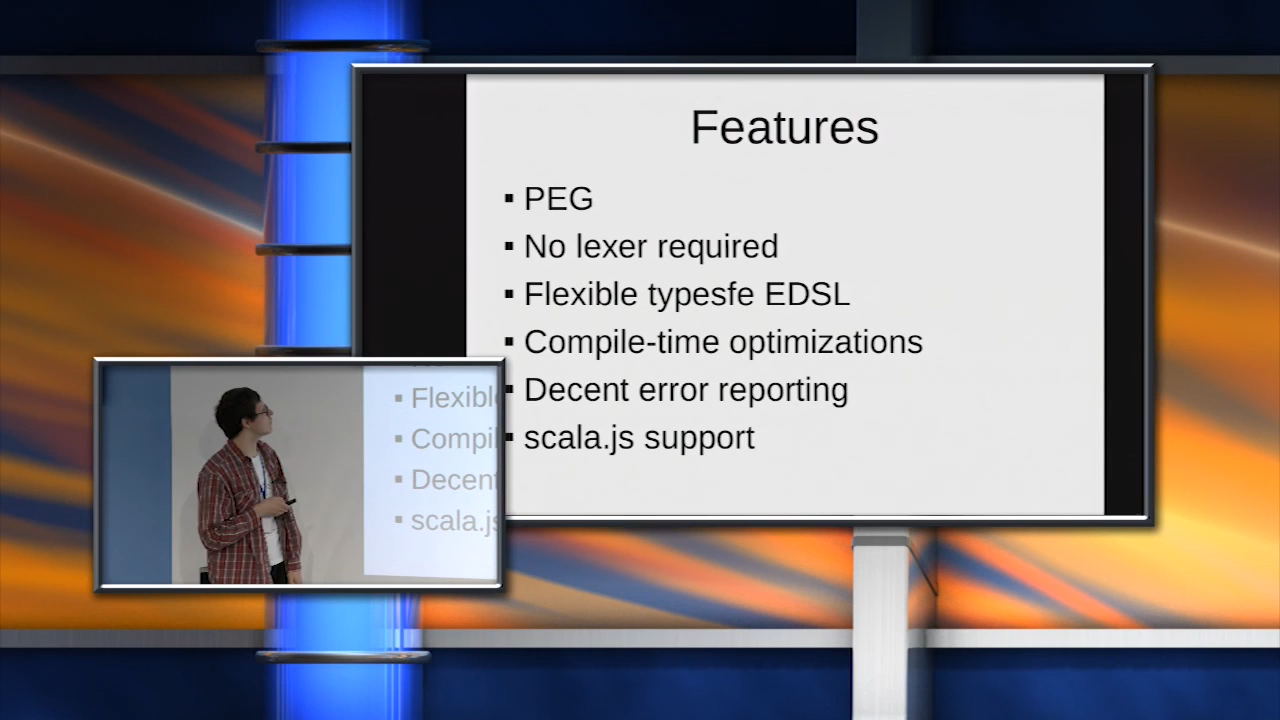 Features
▪ PEG
▪ No lexer required
▪ Flexible typesfe EDSL
▪ Compile-time optimizations
▪ Decent error reporting
▪ scala.js support
▪ Flexibl
▪ Compil
▪ Decent
▪ scala.js